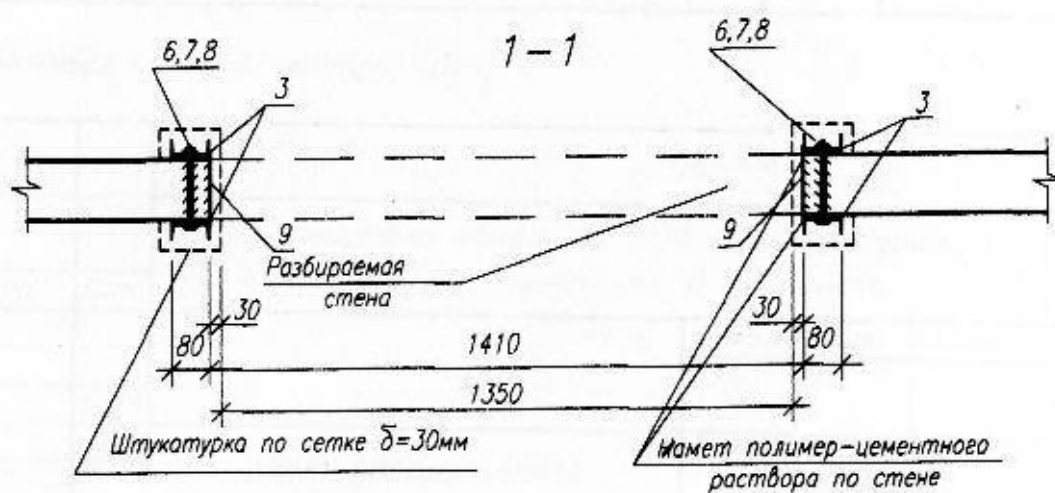 1-1
6,7,8
6,7,8
3
3
9
9
Разбираемая
стена
30
30
80
80
1410
1350
Штукатурка по сетке δ=30мм
Намет полимер-цементного
раствора по стене